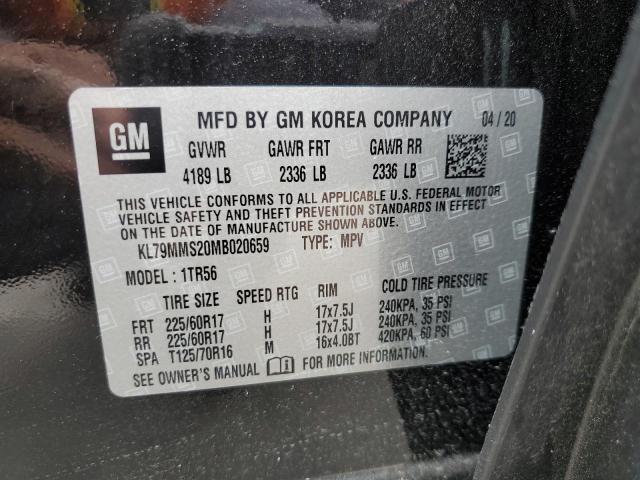 GM MFD BY GM KOREA COMPANY 04 / 20
GVWR GAWR FRT GAWR RR
4189 LB 2336 LB 2336 LB
THIS VEHICLE CONFORMS TO ALL APPLICABLE U.S. FEDERAL MOTOR
VEHICLE SAFETY AND THEFT PREVENTION STANDARDS IN EFFECT
ON THE DATE OF MANUFACTURE SHOWN ABOVE.
KL79MMS20MB020659 TYPE: MPV
MODEL : 1TR56
TIRE SIZE SPEED RTG RIM COLD TIRE PRESSURE
FRT 225/60R17 H 17x7.5J 240KPA, 35 PSI
RR 225/60R17 H 17x7.5J 240KPA, 35 PSI
SPA T125/70R16 M 16x4.0BT 420KPA, 60 PSI
SEE OWNER'S MANUAL FOR MORE INFORMATION.